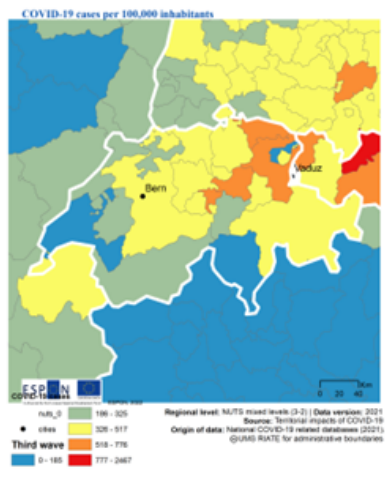 COVID-19 cases per 100,000 inhabitants
Bern
Vaduz
Km
0 20 40
ESPON
nuts_0
cities
Third wave
0 - 185
186 - 325
326 - 517
518 - 776
777 - 2467
Regional level: NUTS mixed levels (3-2) | Data version: 2021
Source: Territorial impacts of COVID-19
Origin of data: National COVID-19 related databases (2021)
@UMS RIATE for administrative boundaries